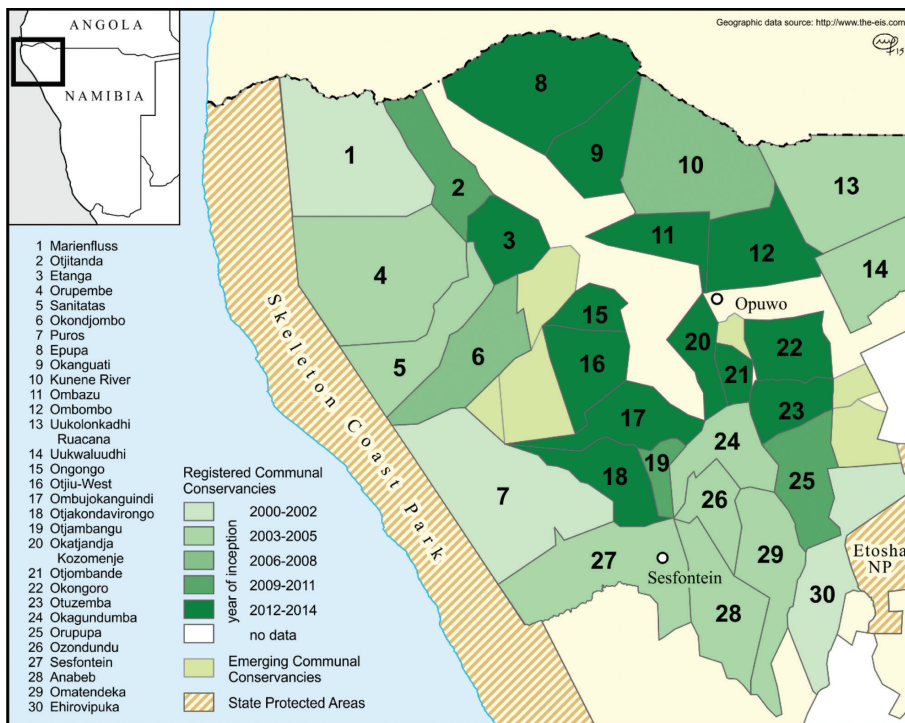 Geographic data source: http://www.the-eis.com
15
ANGOLA
NAMIBIA
1 Marienfluss
2 Otjitanda
3 Etanga
4 Orupembe
5 Sanitatas
6 Okondjombo
7 Puros
8 Epupa
9 Okanguati
10 Kunene River
11 Ombazu
12 Ombombo
13 Uukolonkadhi
Ruacana
14 Uukwaluudhi
15 Ongongo
16 Otjiu-West
17 Ombujokanguindi
18 Otjakondavirongo
19 Otjambangu
20 Okatjandja
Kozomenje
21 Otjombande
22 Okongoro
23 Otuzemba
24 Okagundumba
25 Orupupa
26 Ozondundu
27 Sesfontein
28 Anabeb
29 Omatendeka
30 Ehirovipuka
Registered Communal
Conservancies
year of inception
2000-2002
2003-2005
2006-2008
2009-2011
2012-2014
no data
Emerging Communal
Conservancies
State Protected Areas
Skeleton Coast Park
1
2
3
4
5
6
7
8
9
10
11
12
13
14
Opuwo
15
16
17
18
19
20
21
22
23
24
25
26
27
Sesfontein
28
29
30
Etosha
NP